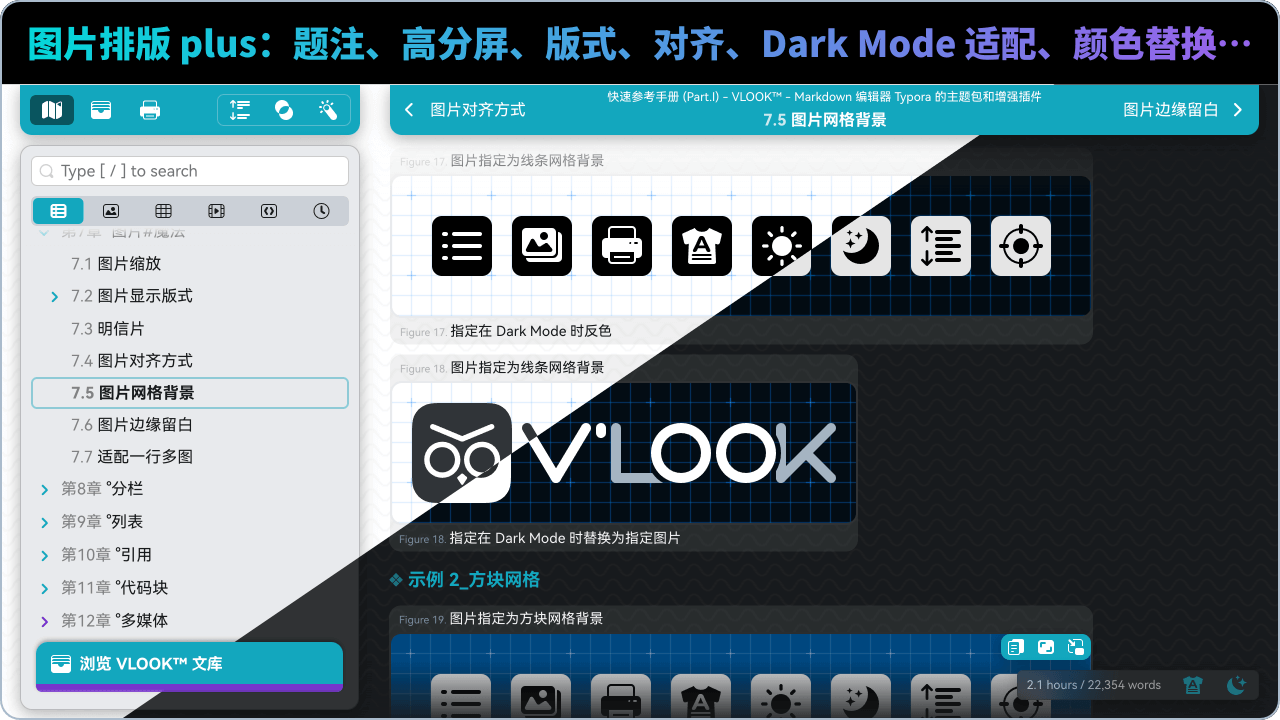 图片排版 plus：题注、高分屏、版式、对齐、Dark Mode 适配、颜色替换…
图片对齐方式
快速参考手册 (Part.I) - VLOOK™ - Markdown 编辑器 Typora 的主题包和增强插件
7.5 图片网格背景
图片边缘留白
Type [ / ] to search
第7章 °图片#魔法
7.1 图片缩放
7.2 图片显示版式
7.3 明信片
7.4 图片对齐方式
7.5 图片网格背景
7.6 图片边缘留白
7.7 适配一行多图
第8章 °分栏
第9章 °列表
第10章 °引用
第11章 °代码块
第12章 °多媒体
浏览 VLOOK™ 文库
Figure 17. 图片指定为线条网格背景
A
Figure 17. 指定在 Dark Mode 时反色
Figure 18. 图片指定为线条网络背景
VLOOK
Figure 18. 指定在 Dark Mode 时替换为指定图片
❖ 示例 2_方块网格
Figure 19. 图片指定为方块网格背景
A
2.1 hours / 22,354 words